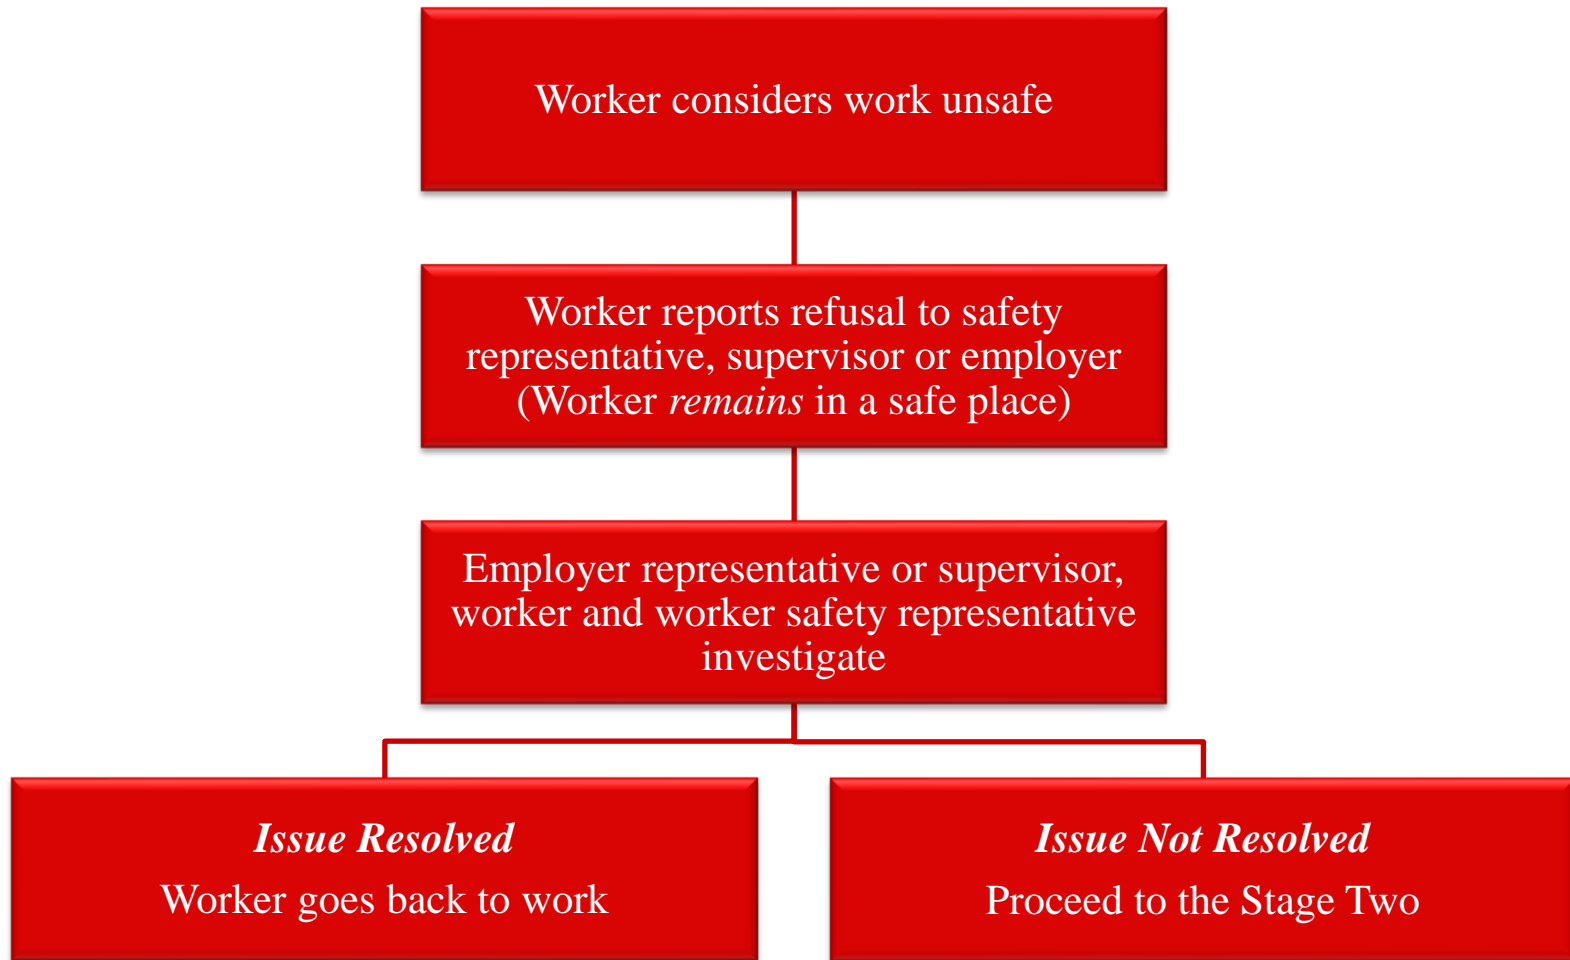 Worker considers work unsafe
Worker reports refusal to safety
representative, supervisor or employer
(Worker remains in a safe place)
Employer representative or supervisor,
worker and worker safety representative
investigate
Issue Resolved
Worker goes back to work
Issue Not Resolved
Proceed to the Stage Two